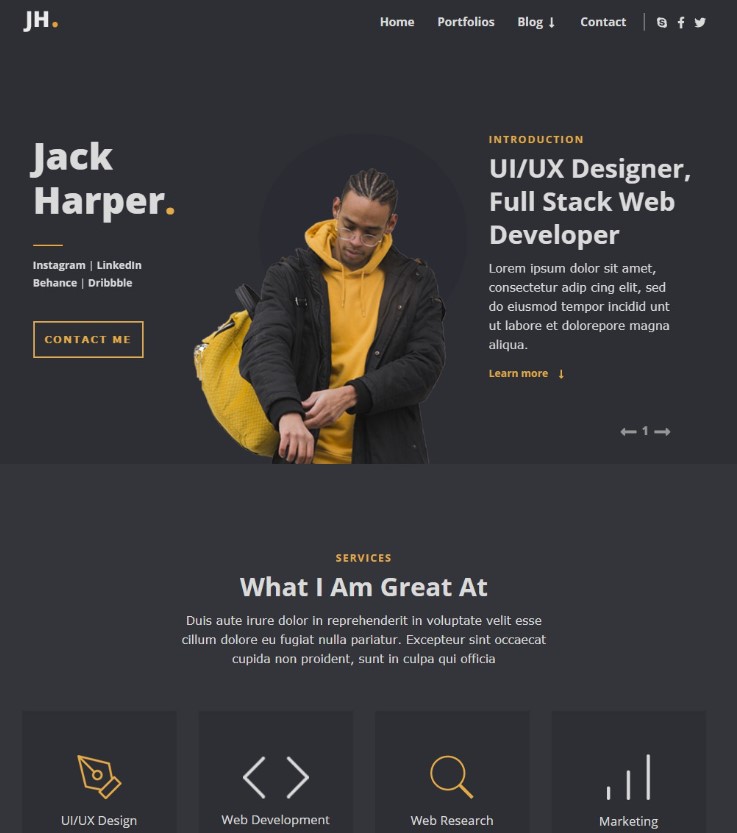 JH.
Home Portfolios Blog Contact
Jack
Harper.
Instagram | LinkedIn
Behance | Dribbble
CONTACT ME
INTRODUCTION
UI/UX Designer,
Full Stack Web
Developer
Lorem ipsum dolor sit amet,
consectetur adip cing elit, sed
do eiusmod tempor incidid unt
ut labore et dolorepore magna
aliqua.
Learn more
1
SERVICES
What I Am Great At
Duis aute irure dolor in reprehenderit in voluptate velit esse
cillum dolore eu fugiat nulla pariatur. Excepteur sint occaecat
cupida non proident, sunt in culpa qui officia
UI/UX Design
Web Development
Web Research
Marketing